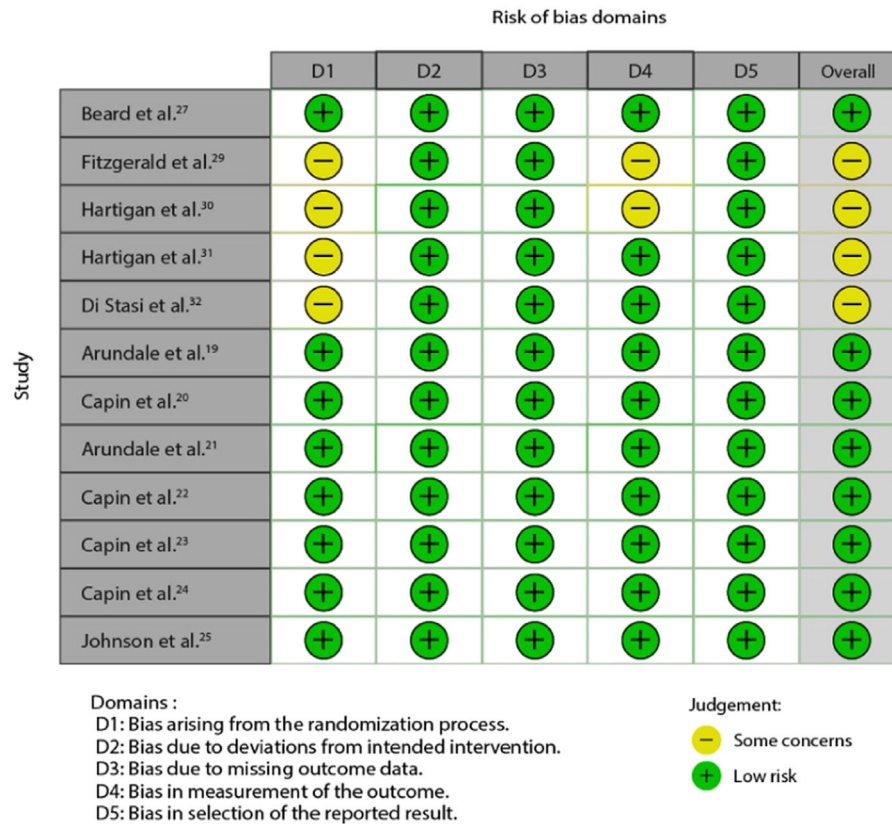 Risk of bias domains
D1 D2 D3 D4 D5 Overall
Study
Beard et al.²⁷ + + + + + +
Fitzgerald et al.²⁹ − + + − + −
Hartigan et al.³⁰ − + + − + −
Hartigan et al.³¹ − + + + + −
Di Stasi et al.³² − + + + + −
Arundale et al.¹⁹ + + + + + +
Capin et al.²⁰ + + + + + +
Arundale et al.²¹ + + + + + +
Capin et al.²² + + + + + +
Capin et al.²³ + + + + + +
Capin et al.²⁴ + + + + + +
Johnson et al.²⁵ + + + + + +
Domains :
D1: Bias arising from the randomization process.
D2: Bias due to deviations from intended intervention.
D3: Bias due to missing outcome data.
D4: Bias in measurement of the outcome.
D5: Bias in selection of the reported result.
Judgement:
− Some concerns
+ Low risk